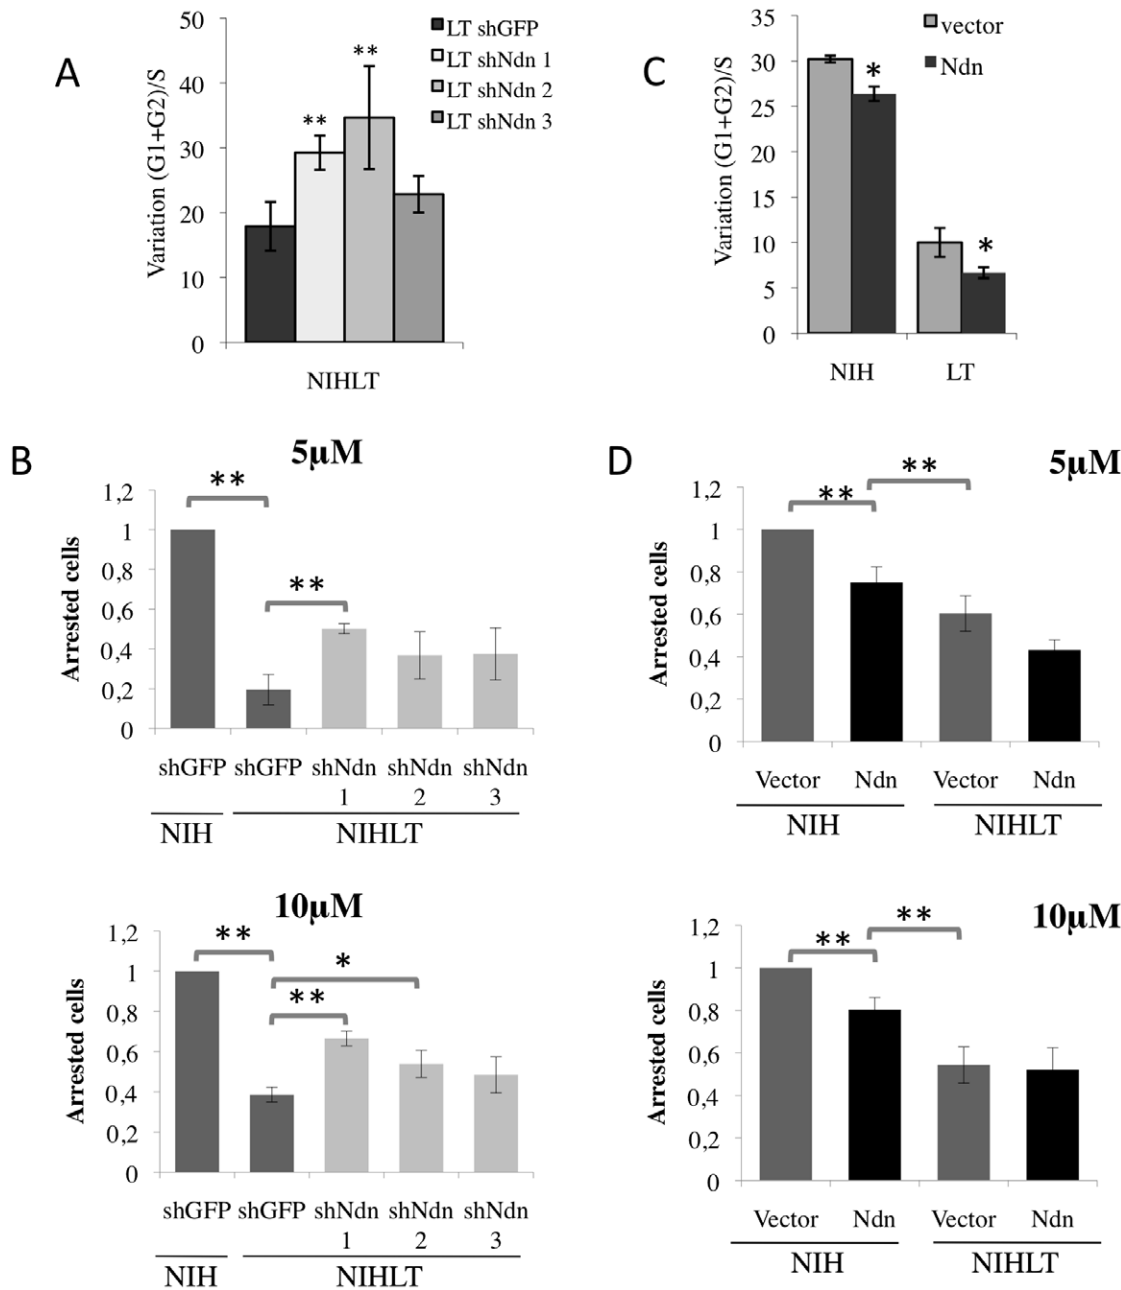 A
Variation (G1+G2)/S
50
40
30
20
10
0
**
**
LT shGFP
LT shNdn 1
LT shNdn 2
LT shNdn 3
NIHLT
C
Variation (G1+G2)/S
35
30
25
20
15
10
5
0
*
*
vector
Ndn
NIH LT
B
5µM
Arrested cells
1,2
1
0,8
0,6
0,4
0,2
0
**
**
shGFP shGFP shNdn shNdn shNdn
1 2 3
NIH NIHLT
10µM
Arrested cells
1,2
1
0,8
0,6
0,4
0,2
0
**
*
**
shGFP shGFP shNdn shNdn shNdn
1 2 3
NIH NIHLT
D
5µM
Arrested cells
1,2
1
0,8
0,6
0,4
0,2
0
**
**
Vector Ndn Vector Ndn
NIH NIHLT
10µM
Arrested cells
1,2
1
0,8
0,6
0,4
0,2
0
**
**
Vector Ndn Vector Ndn
NIH NIHLT